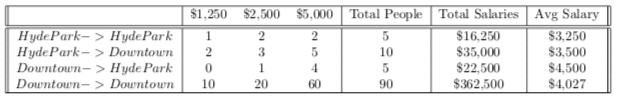 $1,250 $2,500 $5,000 Total People Total Salaries Avg Salary
HydePark− > HydePark 1 2 2 5 $16,250 $3,250
HydePark− > Downtown 2 3 5 10 $35,000 $3,500
Downtown− > HydePark 0 1 4 5 $22,500 $4,500
Downtown− > Downtown 10 20 60 90 $362,500 $4,027